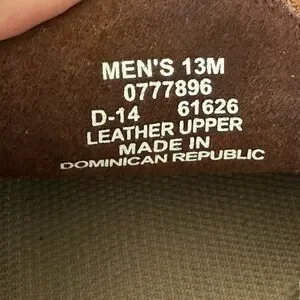 MEN'S 13M
0777896
D-14 61626
LEATHER UPPER
MADE IN
DOMINICAN REPUBLIC